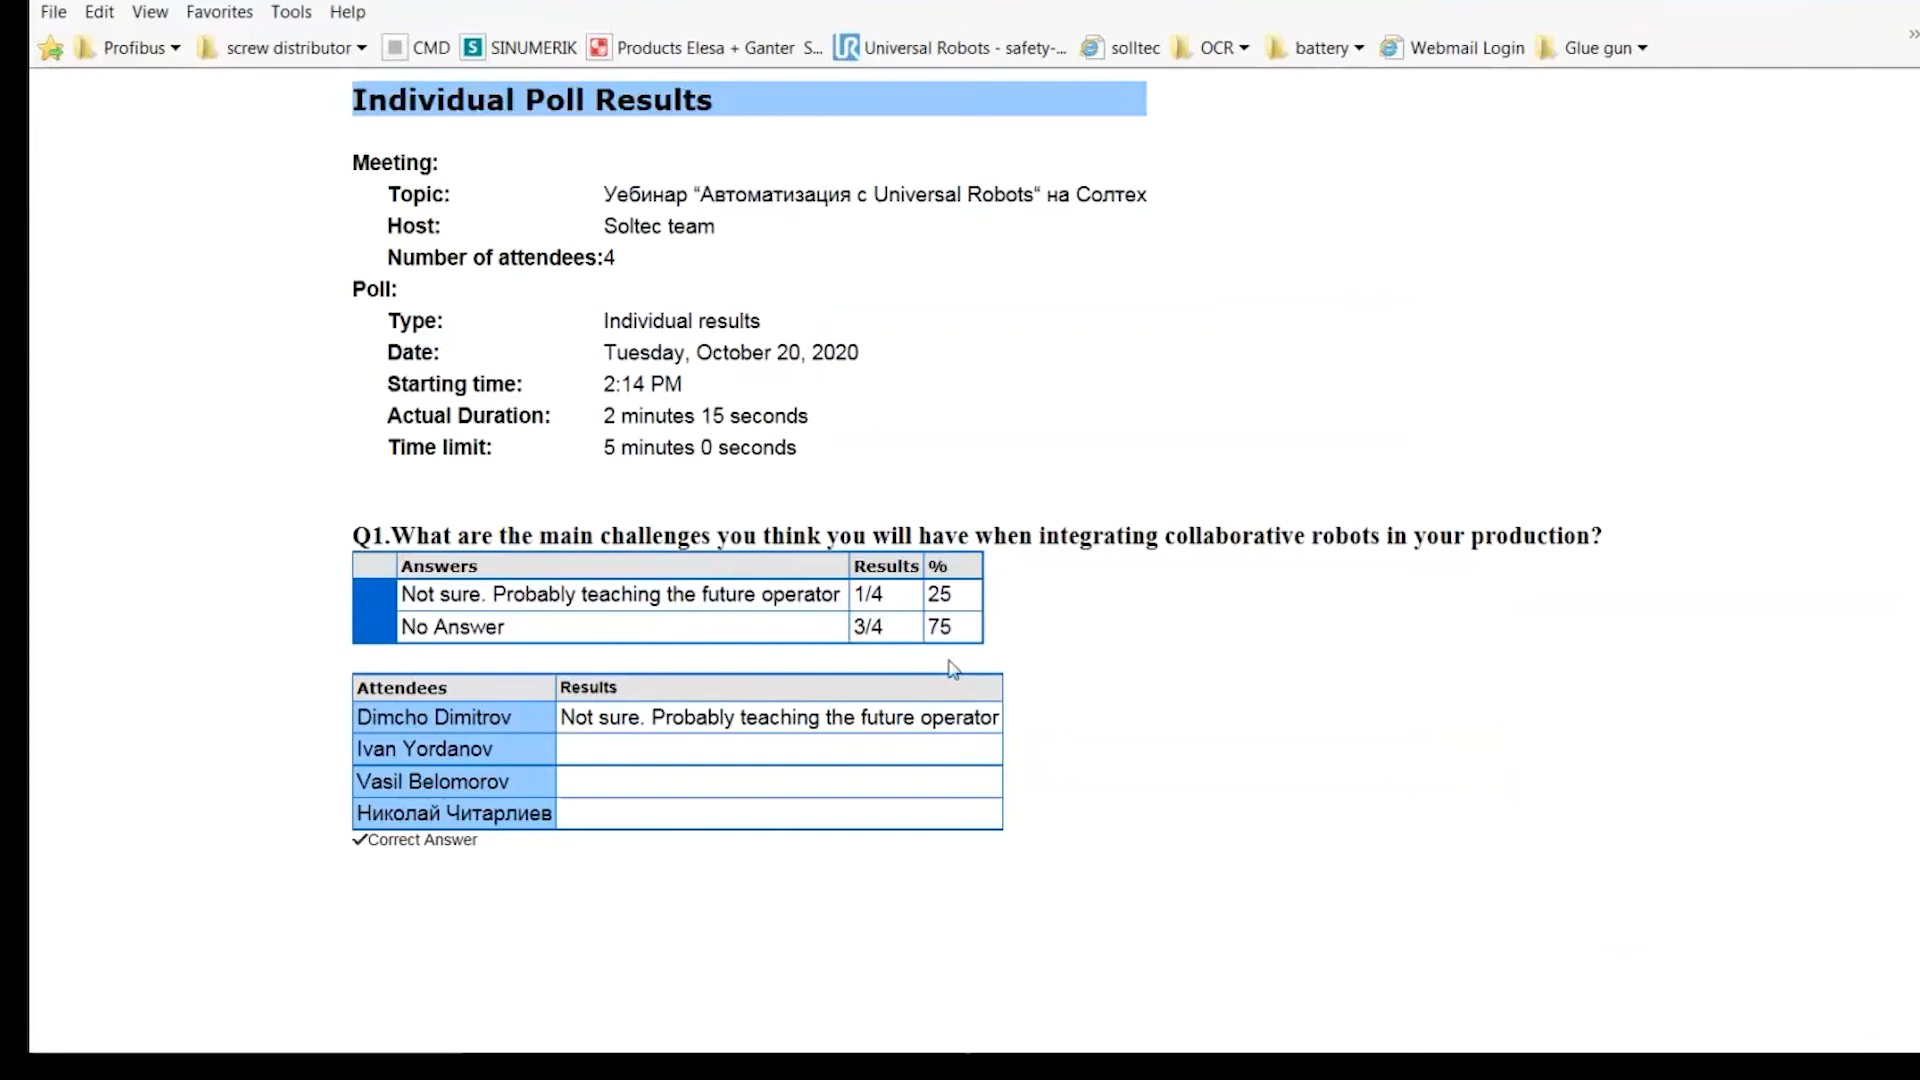 File Edit View Favorites Tools Help
Profibus screw distributor CMD S SINUMERIK Products Elesa + Ganter S... UR Universal Robots - safety-... solltec OCR battery Webmail Login Glue gun »
Individual Poll Results
Meeting:
Topic: Уебинар “Автоматизация с Universal Robots“ на Солтех
Host: Soltec team
Number of attendees:4
Poll:
Type: Individual results
Date: Tuesday, October 20, 2020
Starting time: 2:14 PM
Actual Duration: 2 minutes 15 seconds
Time limit: 5 minutes 0 seconds
Q1.What are the main challenges you think you will have when integrating collaborative robots in your production?
Answers Results %
Not sure. Probably teaching the future operator 1/4 25
No Answer 3/4 75
Attendees Results
Dimcho Dimitrov Not sure. Probably teaching the future operator
Ivan Yordanov
Vasil Belomorov
Николай Читарлиев
✓Correct Answer